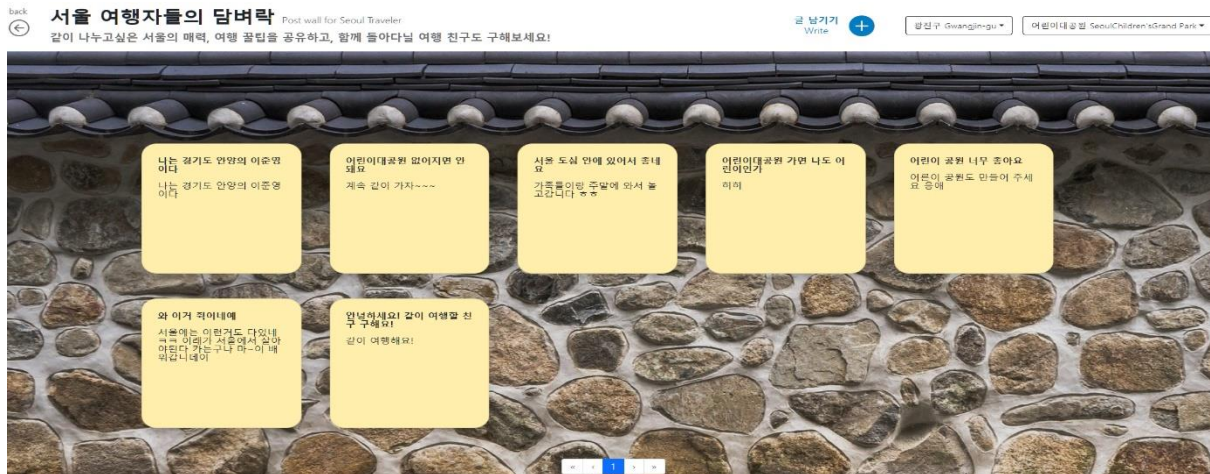 back
서울 여행자들의 담벼락 Post wall for Seoul Traveler
같이 나누고싶은 서울의 매력, 여행 꿀팁을 공유하고, 함께 돌아다닐 여행 친구도 구해보세요!
글 남기기
Write
광진구 Gwangjin-gu
어린이대공원 SeoulChildren'sGrand Park
나는 경기도 안양의 이준영
이다
나는 경기도 안양의 이준영
이다
어린이대공원 없어지면 안
돼요
계속 같이 가자~~~
서울 도심 안에 있어서 좋네
요
가족들이랑 주말에 와서 놀
고갑니다 ㅎㅎ
어린이대공원 가면 나도 어
린이인가
히히
어린이 공원 너무 좋아요
어른이 공원도 만들어 주세
요 응애
와 이거 쥑이네예
서울에는 이런거도 다있네
ㅋㅋ 이래가 서울에서 살아
야된다 카는구나 마~이 배
워갑니데이
안녕하세요! 같이 여행할 친
구 구해요!
같이 여행해요!
« ‹ 1 › »